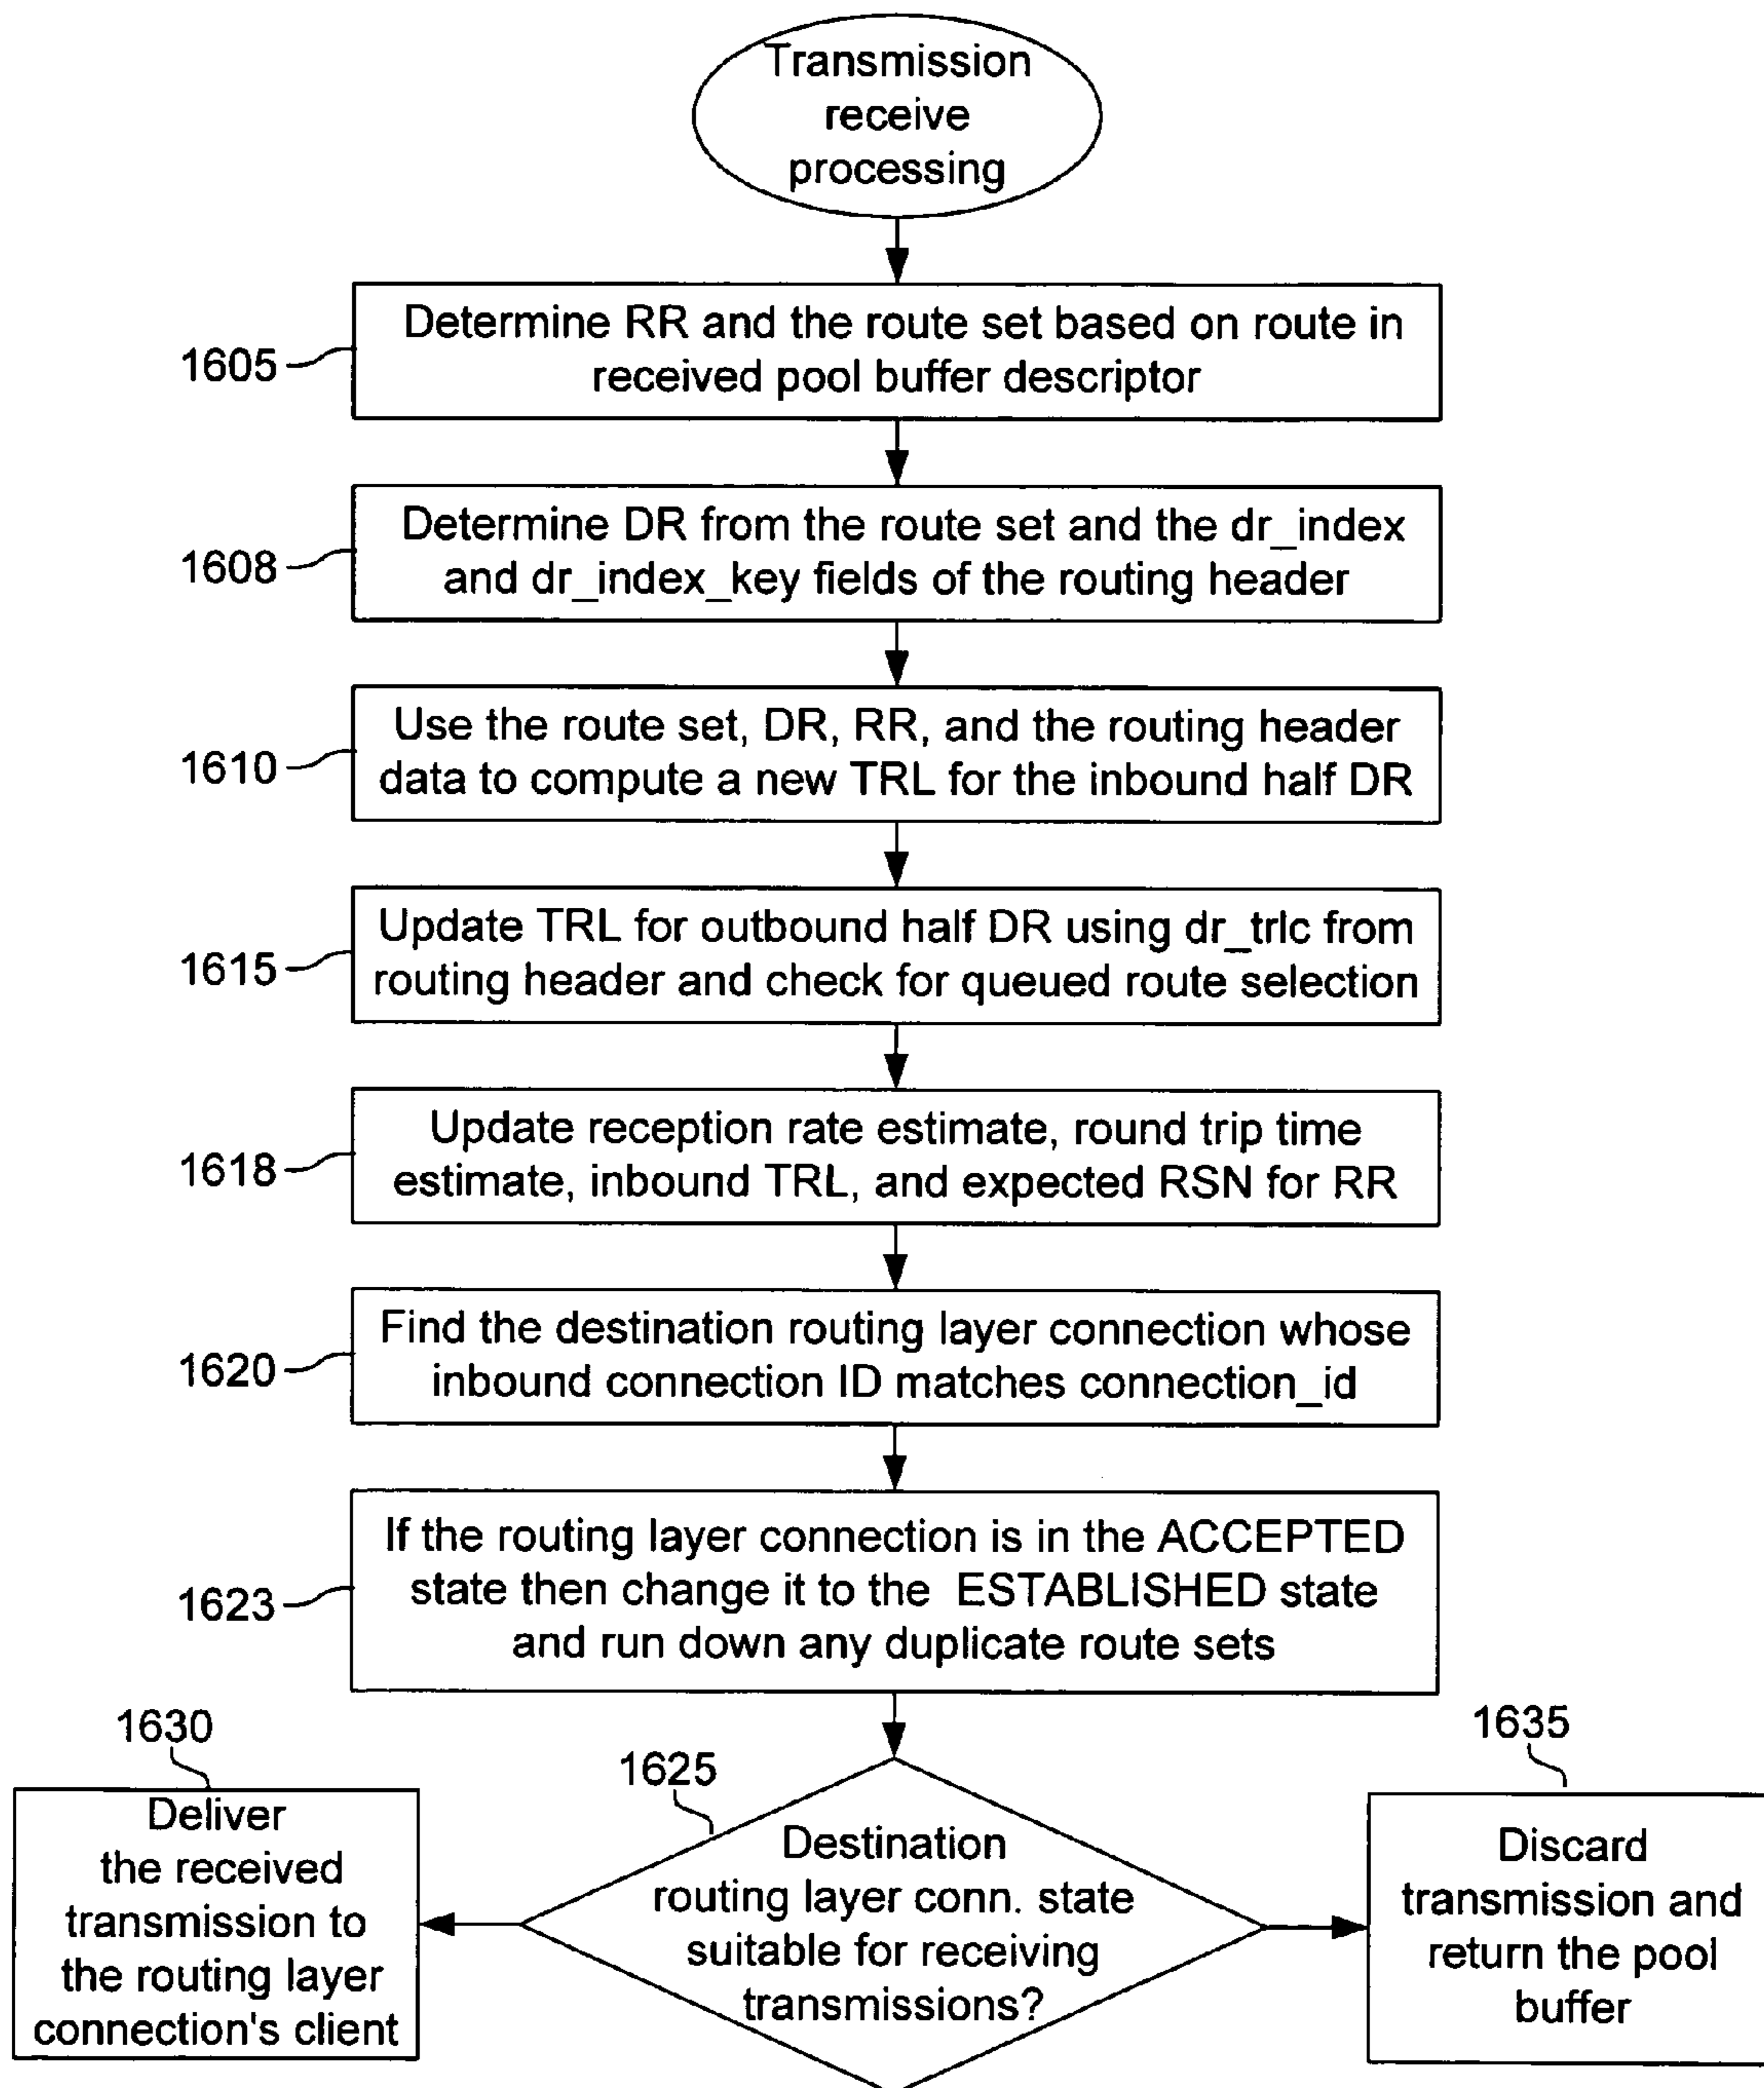 Transmission
receive
processing
1605
Determine RR and the route set based on route in
received pool buffer descriptor
1608
Determine DR from the route set and the dr_index
and dr_index_key fields of the routing header
1610
Use the route set, DR, RR, and the routing header
data to compute a new TRL for the inbound half DR
1615
Update TRL for outbound half DR using dr_trlc from
routing header and check for queued route selection
1618
Update reception rate estimate, round trip time
estimate, inbound TRL, and expected RSN for RR
1620
Find the destination routing layer connection whose
inbound connection ID matches connection_id
1623
If the routing layer connection is in the ACCEPTED
state then change it to the ESTABLISHED state
and run down any duplicate route sets
1630
Deliver
the received
transmission to
the routing layer
connection's client
1625
Destination
routing layer conn. state
suitable for receiving
transmissions?
1635
Discard
transmission and
return the pool
buffer